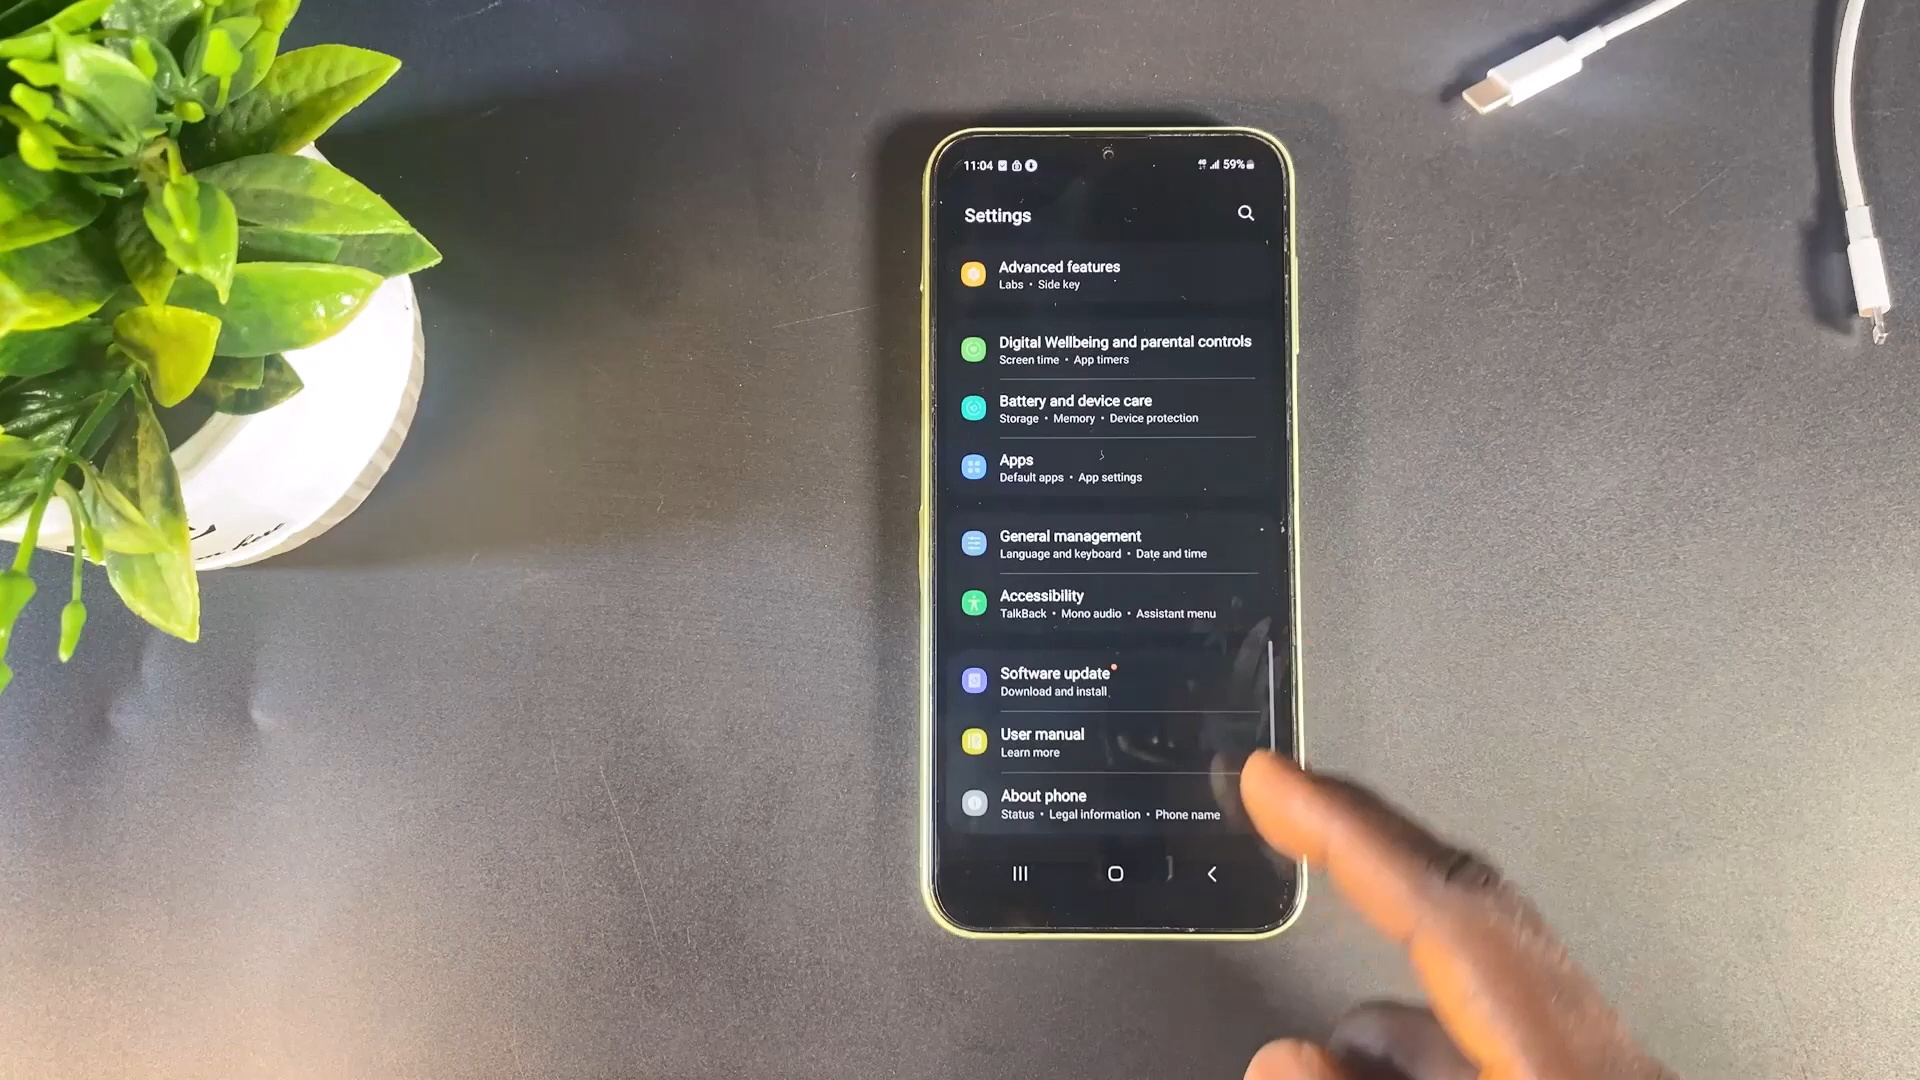 11:04
59%
Settings
Advanced features
Labs • Side key
Digital Wellbeing and parental controls
Screen time • App timers
Battery and device care
Storage • Memory • Device protection
Apps
Default apps • App settings
General management
Language and keyboard • Date and time
Accessibility
TalkBack • Mono audio • Assistant menu
Software update
Download and install
User manual
Learn more
About phone
Status • Legal information • Phone name